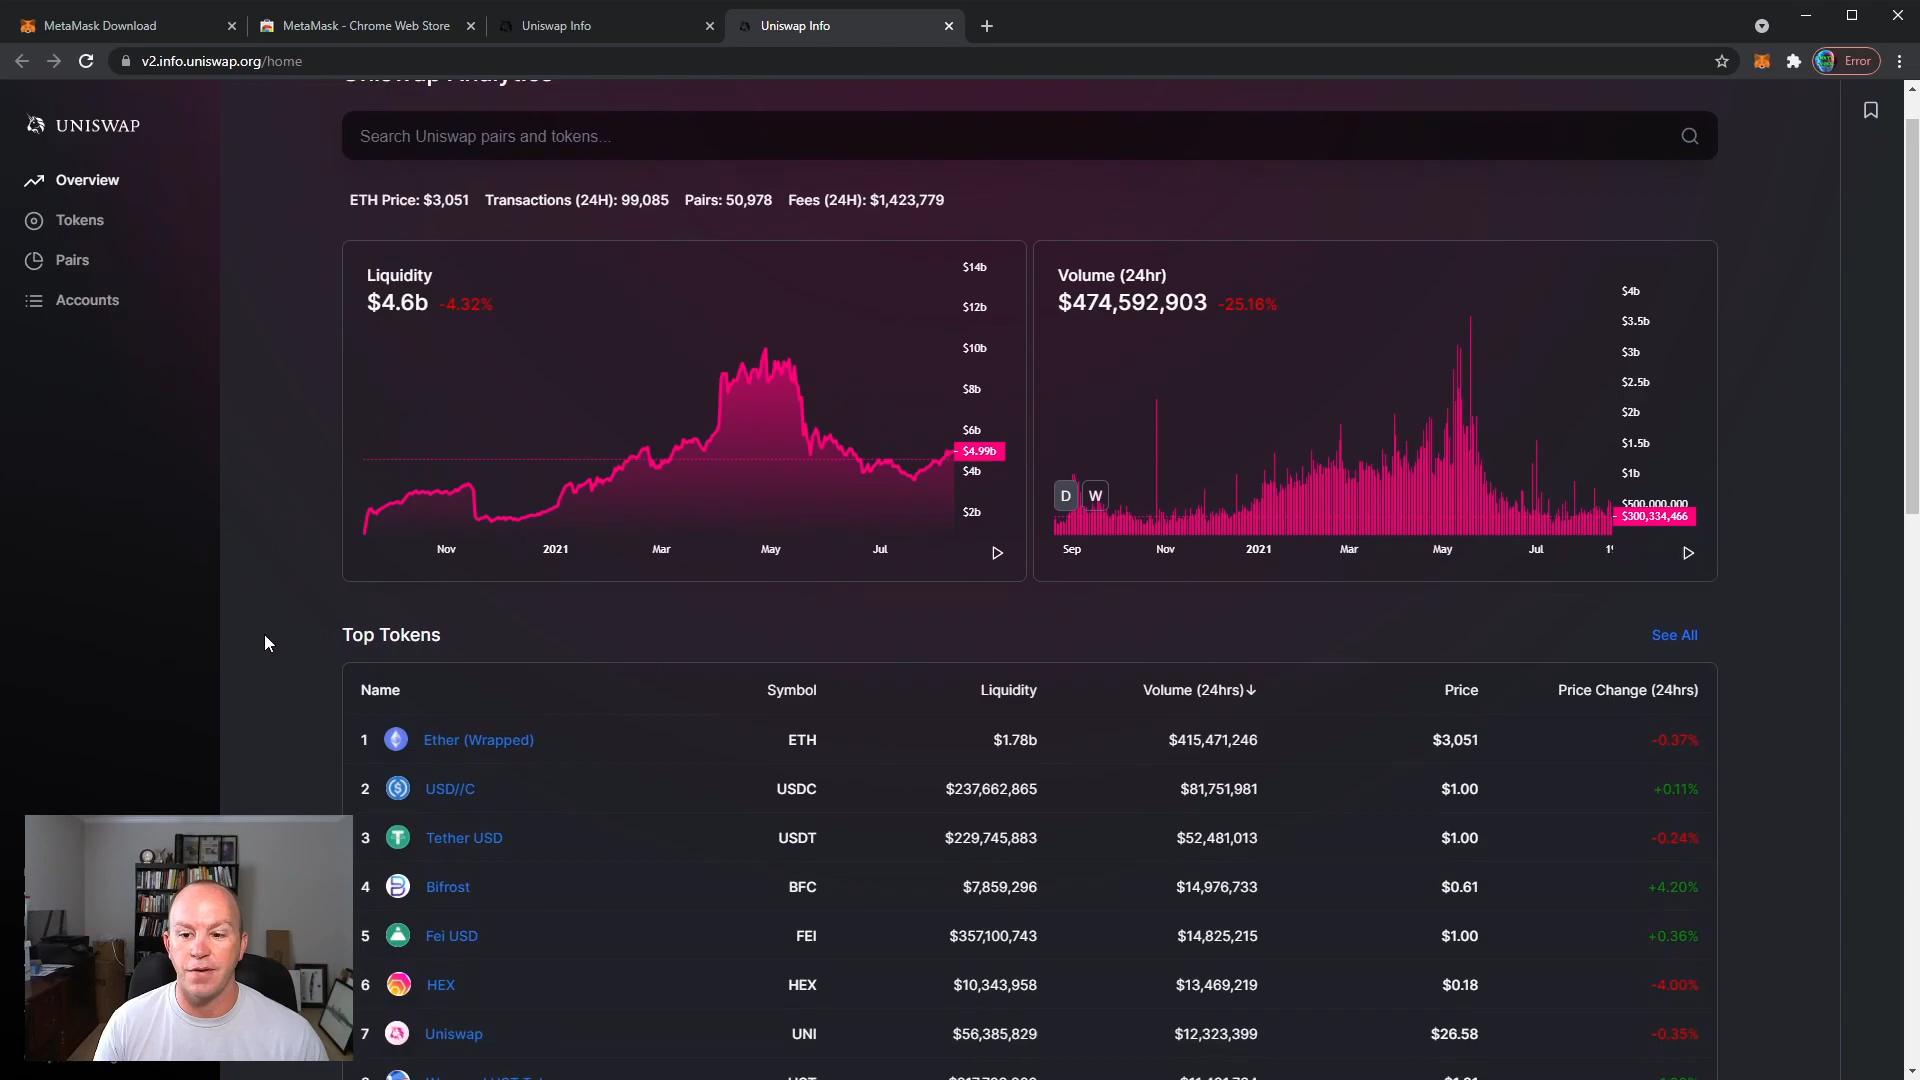 MetaMask Download
MetaMask - Chrome Web Store
Uniswap Info
Uniswap Info
v2.info.uniswap.org/home
Error
UNISWAP
Overview
Tokens
Pairs
Accounts
Uniswap Analytics
Search Uniswap pairs and tokens...
ETH Price: $3,051 Transactions (24H): 99,085 Pairs: 50,978 Fees (24H): $1,423,779
Liquidity
$4.6b -4.32%
$14b
$12b
$10b
$8b
$6b
$4.99b
$4b
$2b
Nov 2021 Mar May Jul
Volume (24hr)
$474,592,903 -25.16%
$4b
$3.5b
$3b
$2.5b
$2b
$1.5b
$1b
$500,000,000
$300,334,466
D W
Sep Nov 2021 Mar May Jul
Top Tokens See All
Name Symbol Liquidity Volume (24hrs)↓ Price Price Change (24hrs)
1 Ether (Wrapped) ETH $1.78b $415,471,246 $3,051 -0.37%
2 USD//C USDC $237,662,865 $81,751,981 $1.00 +0.11%
3 Tether USD USDT $229,745,883 $52,481,013 $1.00 -0.24%
4 Bifrost BFC $7,859,296 $14,976,733 $0.61 +4.20%
5 Fei USD FEI $357,100,743 $14,825,215 $1.00 +0.36%
6 HEX HEX $10,343,958 $13,469,219 $0.18 -4.00%
7 Uniswap UNI $56,385,829 $12,323,399 $26.58 -0.35%